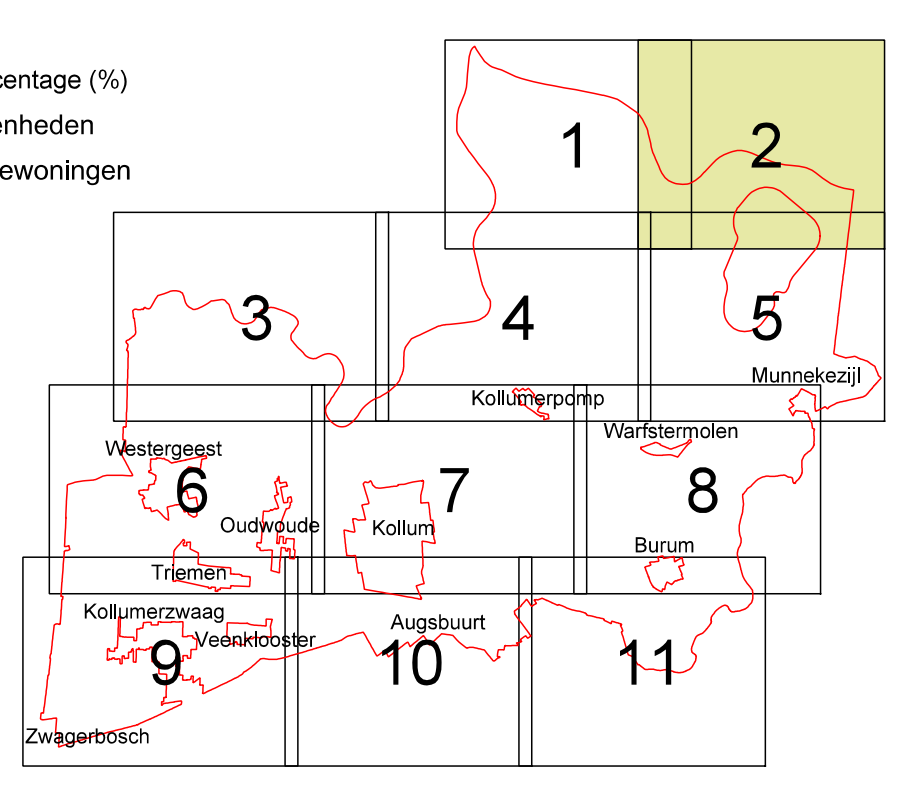 centage (%)
enheden
ewoningen
1
2
3
4
5
Munnekezijl
Kollumerpomp
Warfstermolen
Westergeest
6
7
8
Oudwoude
Kollum
Burum
Triemen
Kollumerzwaag
Augsbuurt
Veenklooster
9
10
11
Zwagerbosch